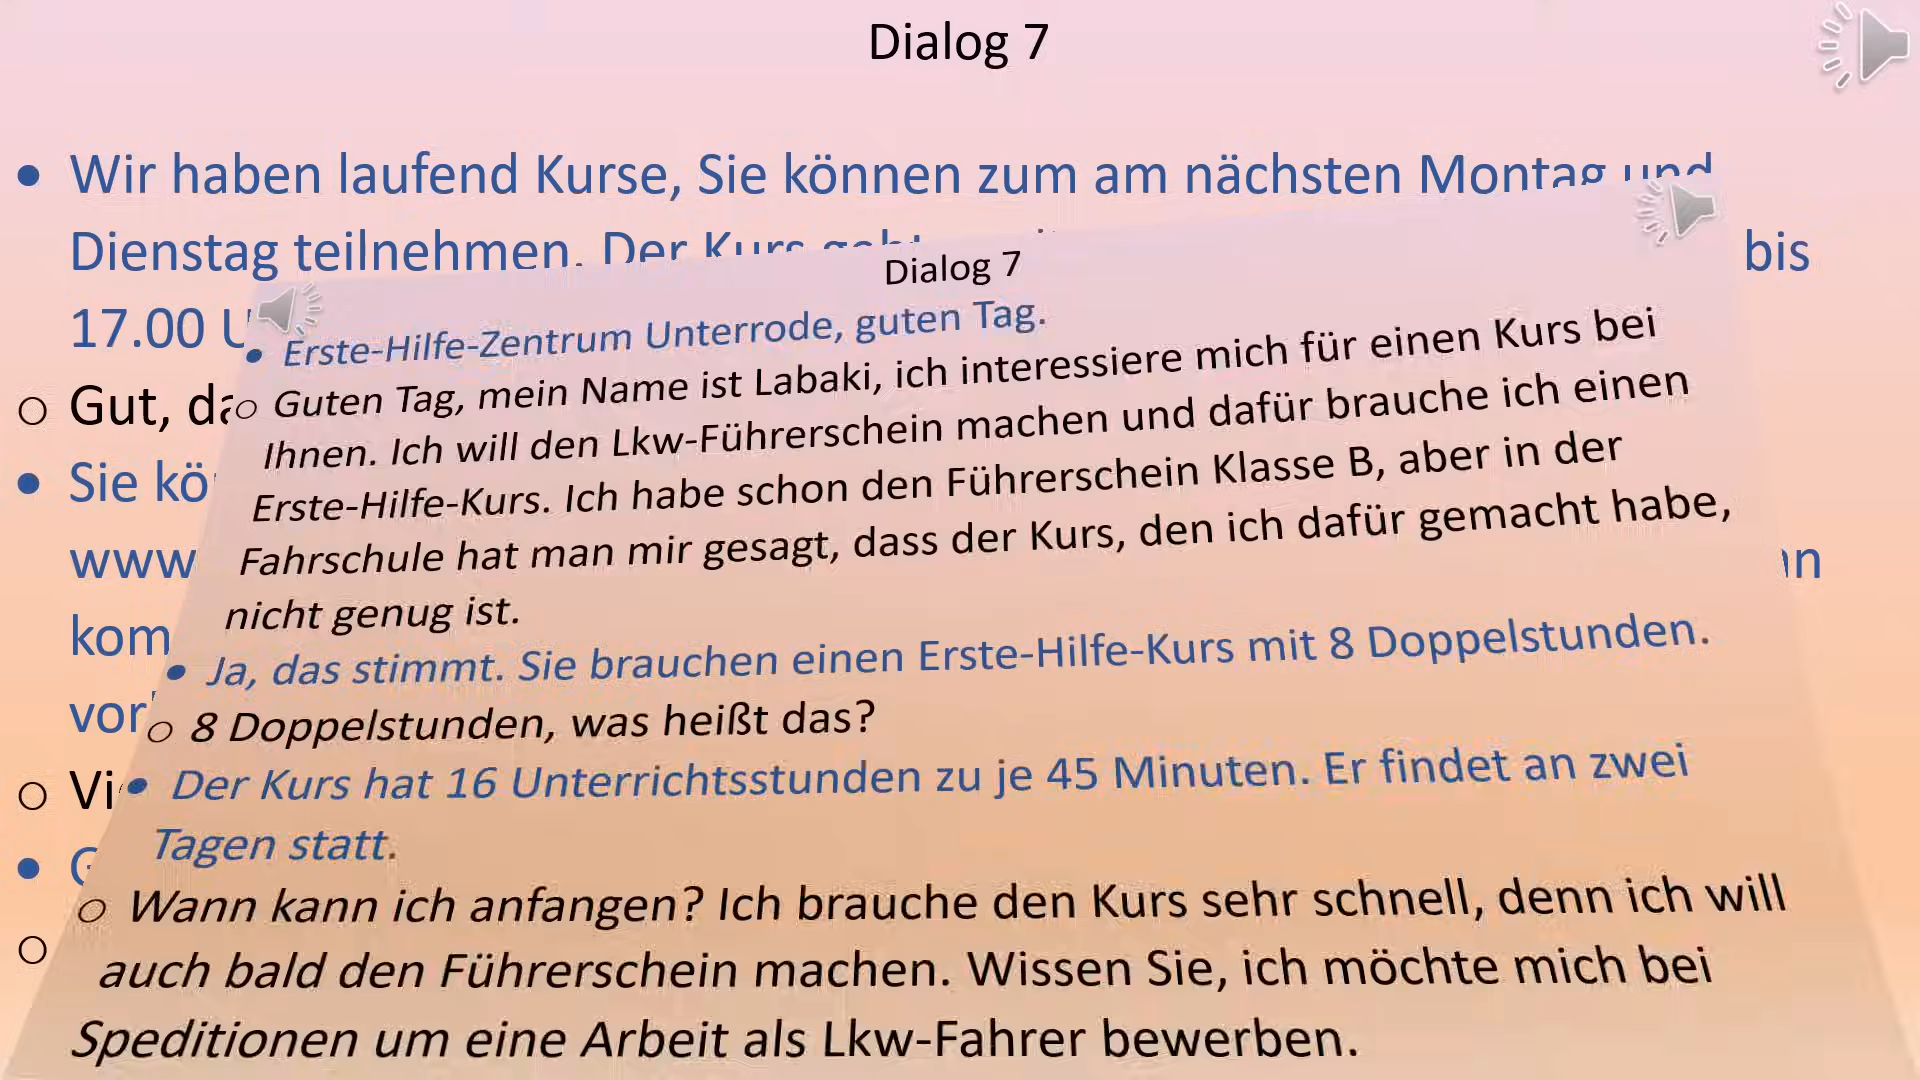 Dialog 7
• Wir haben laufend Kurse, Sie können zum am nächsten Montag und
Dienstag teilnehmen. Der Kurs geht bis
17.00
○ Gut,
• Sie
www
○
•
○
Dialog 7
• Erste-Hilfe-Zentrum Unterrode, guten Tag.
○ Guten Tag, mein Name ist Labaki, ich interessiere mich für einen Kurs bei
Ihnen. Ich will den Lkw-Führerschein machen und dafür brauche ich einen
Erste-Hilfe-Kurs. Ich habe schon den Führerschein Klasse B, aber in der
Fahrschule hat man mir gesagt, dass der Kurs, den ich dafür gemacht habe,
nicht genug ist.
• Ja, das stimmt. Sie brauchen einen Erste-Hilfe-Kurs mit 8 Doppelstunden.
○ 8 Doppelstunden, was heißt das?
• Der Kurs hat 16 Unterrichtsstunden zu je 45 Minuten. Er findet an zwei
Tagen statt.
○ Wann kann ich anfangen? Ich brauche den Kurs sehr schnell, denn ich will
auch bald den Führerschein machen. Wissen Sie, ich möchte mich bei
Speditionen um eine Arbeit als Lkw-Fahrer bewerben.